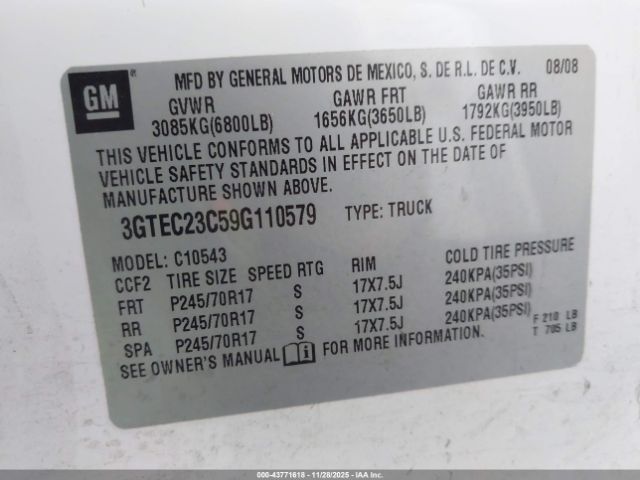 GM
MFD BY GENERAL MOTORS DE MEXICO, S. DE R.L. DE C.V. 08/08
GVWR GAWR FRT GAWR RR
3085KG(6800LB) 1656KG(3650LB) 1792KG(3950LB)
THIS VEHICLE CONFORMS TO ALL APPLICABLE U.S. FEDERAL MOTOR
VEHICLE SAFETY STANDARDS IN EFFECT ON THE DATE OF
MANUFACTURE SHOWN ABOVE.
3GTEC23C59G110579 TYPE: TRUCK
MODEL: C10543
CCF2 TIRE SIZE SPEED RTG RIM COLD TIRE PRESSURE
FRT P245/70R17 S 17X7.5J 240KPA(35PSI)
RR P245/70R17 S 17X7.5J 240KPA(35PSI)
SPA P245/70R17 S 17X7.5J 240KPA(35PSI)
F 210 LB
T 705 LB
SEE OWNER'S MANUAL i FOR MORE INFORMATION.
000-43771618 - 11/28/2025 - IAA Inc.